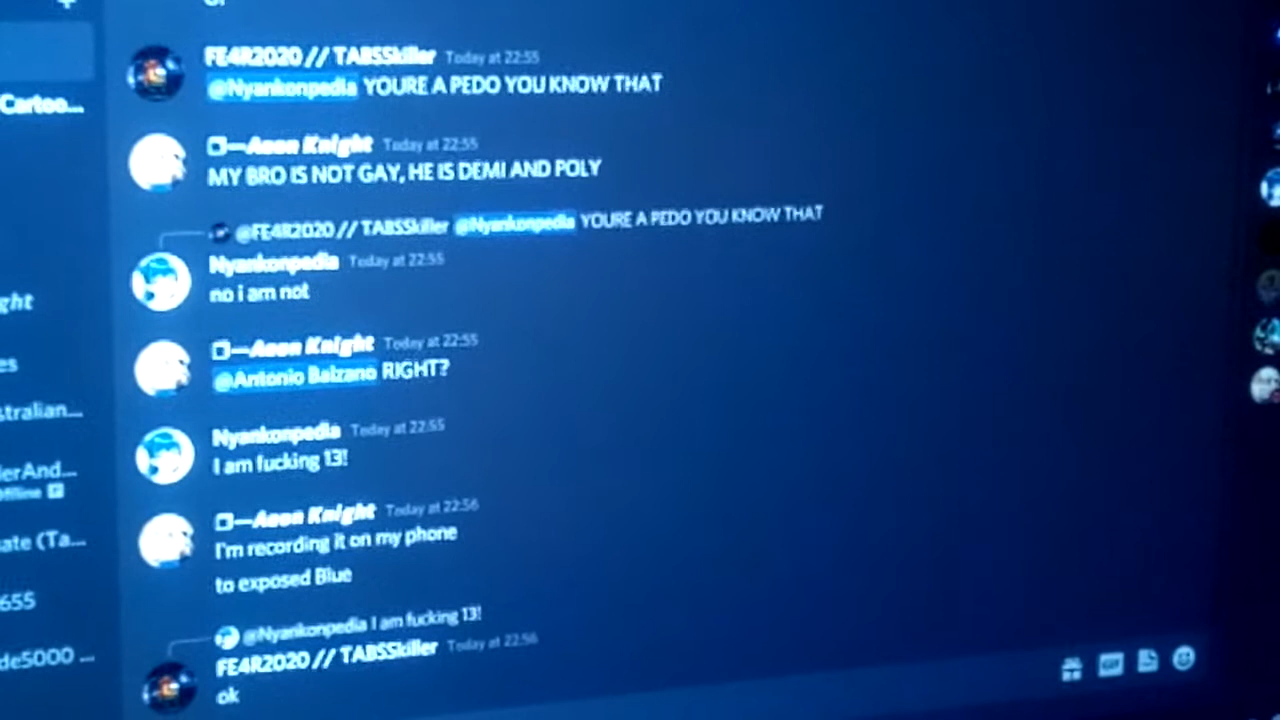 FE4R2020 // TABSSkiller Today at 22:55
@Nyankonpedia YOURE A PEDO YOU KNOW THAT
Cartoo...
―Aeon Knight Today at 22:55
MY BRO IS NOT GAY, HE IS DEMI AND POLY
@FE4R2020 // TABSSkiller @Nyankonpedia YOURE A PEDO YOU KNOW THAT
Nyankonpedia Today at 22:55
no i am not
ght
―Aeon Knight Today at 22:55
@Antonio Balzano RIGHT?
es
stralian...
Nyankonpedia Today at 22:55
I am fucking 13!
erAnd...
ffline
―Aeon Knight Today at 22:56
I'm recording it on my phone
to exposed Blue
ate (Ta...
655
@Nyankonpedia I am fucking 13!
FE4R2020 // TABSSkiller Today at 22:56
ok
de5000 ...
GIF